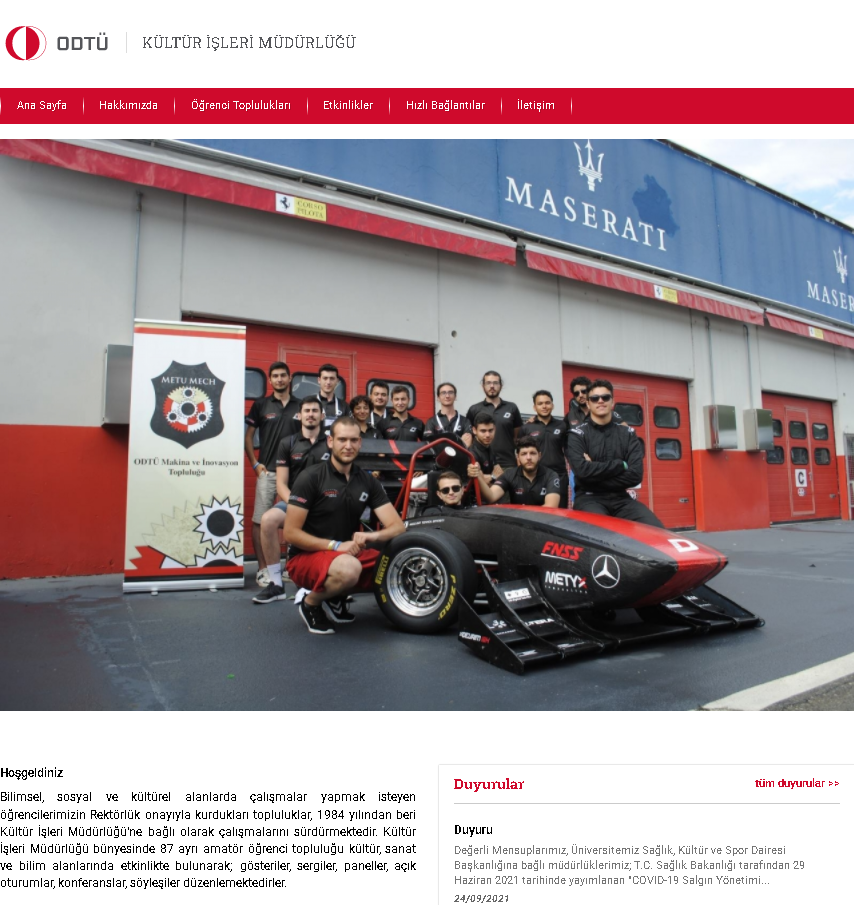 ODTÜ
KÜLTÜR İŞLERİ MÜDÜRLÜĞÜ
Ana Sayfa
Hakkımızda
Öğrenci Toplulukları
Etkinlikler
Hızlı Bağlantılar
İletişim
MASERATI
CORSO PILOTA
MASER
METU MECH
ODTÜ Makina ve İnovasyon
Topluluğu
C
D
FNSS
METYX
PIRELLI
P ZERO
Hoşgeldiniz
Bilimsel, sosyal ve kültürel alanlarda çalışmalar yapmak isteyen
öğrencilerimizin Rektörlük onayıyla kurdukları topluluklar, 1984 yılından beri
Kültür İşleri Müdürlüğü'ne bağlı olarak çalışmalarını sürdürmektedir. Kültür
İşleri Müdürlüğü bünyesinde 87 ayrı amatör öğrenci topluluğu kültür, sanat
ve bilim alanlarında etkinlikte bulunarak; gösteriler, sergiler, paneller, açık
oturumlar, konferanslar, söyleşiler düzenlemektedirler.
Duyurular
tüm duyurular >>
Duyuru
Değerli Mensuplarımız, Üniversitemiz Sağlık, Kültür ve Spor Dairesi
Başkanlığına bağlı müdürlüklerimiz; T.C. Sağlık Bakanlığı tarafından 29
Haziran 2021 tarihinde yayımlanan "COVID-19 Salgın Yönetimi...
24/09/2021